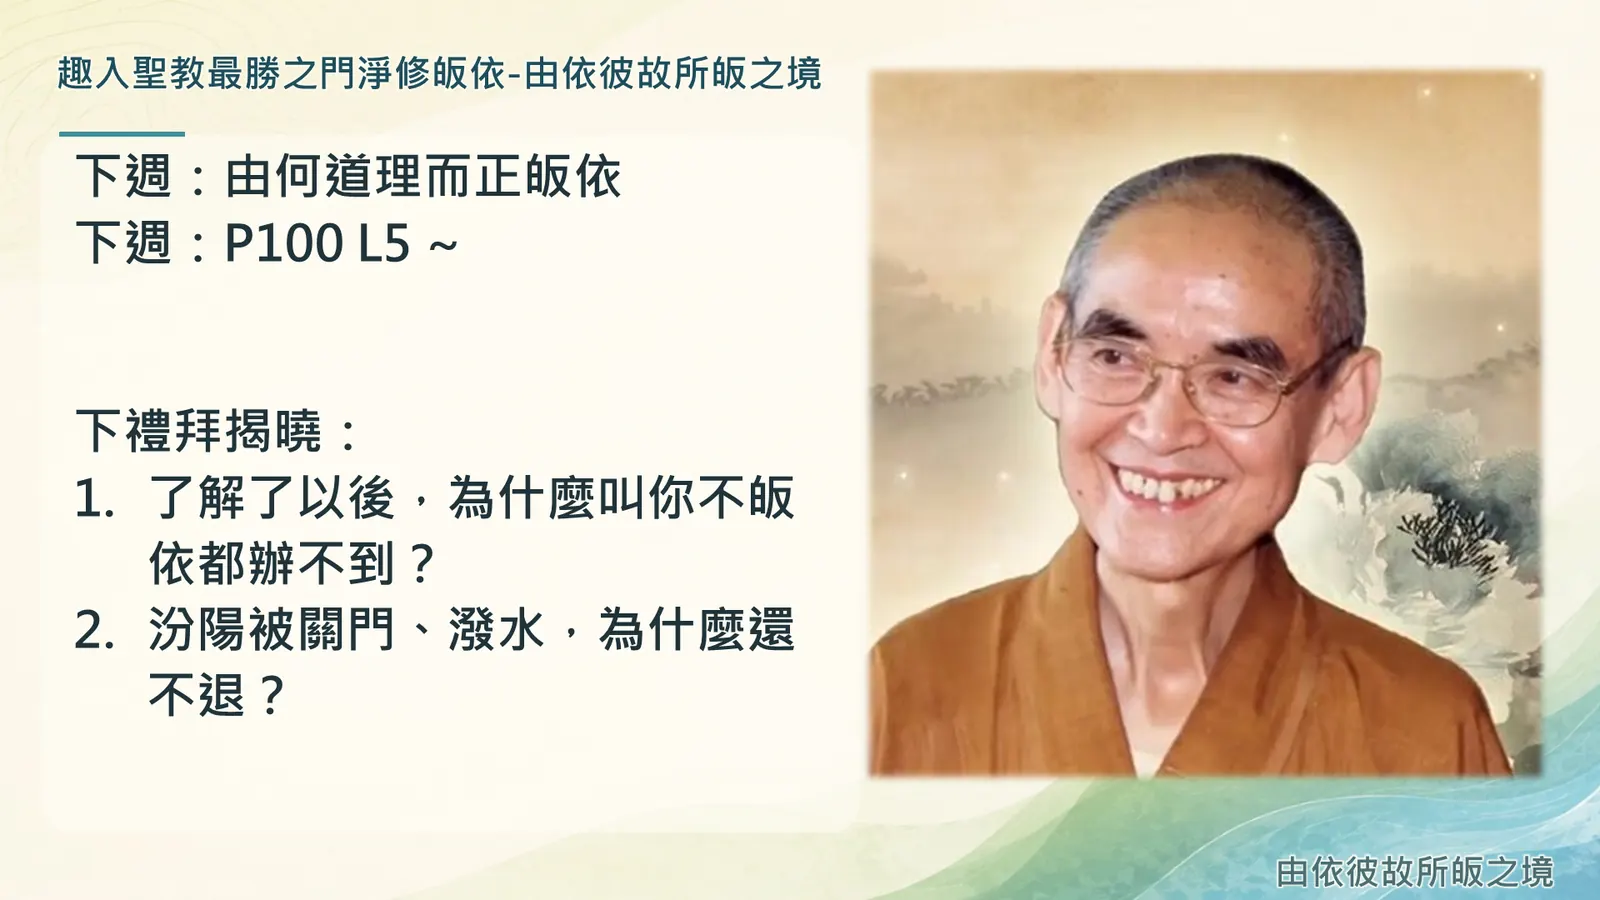 趣入聖教最勝之門淨修皈依-由依彼故所皈之境
下週：由何道理而正皈依
下週：P100 L5 ~
下禮拜揭曉：
1. 了解了以後，為什麼叫你不皈
依都辦不到？
2. 汾陽被關門、潑水，為什麼還
不退？
由依彼故所皈之境